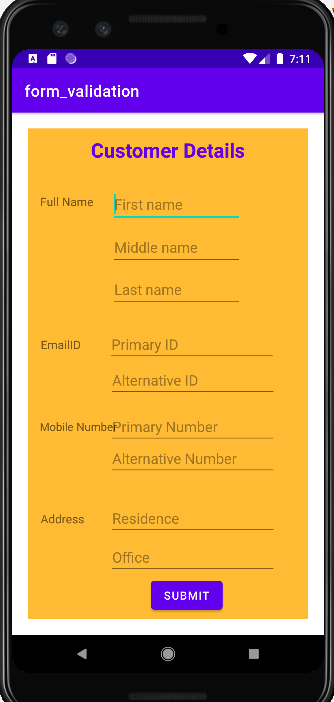 7:11
form_validation
Customer Details
Full Name First name
Middle name
Last name
EmailID Primary ID
Alternative ID
Mobile Number Primary Number
Alternative Number
Address Residence
Office
SUBMIT